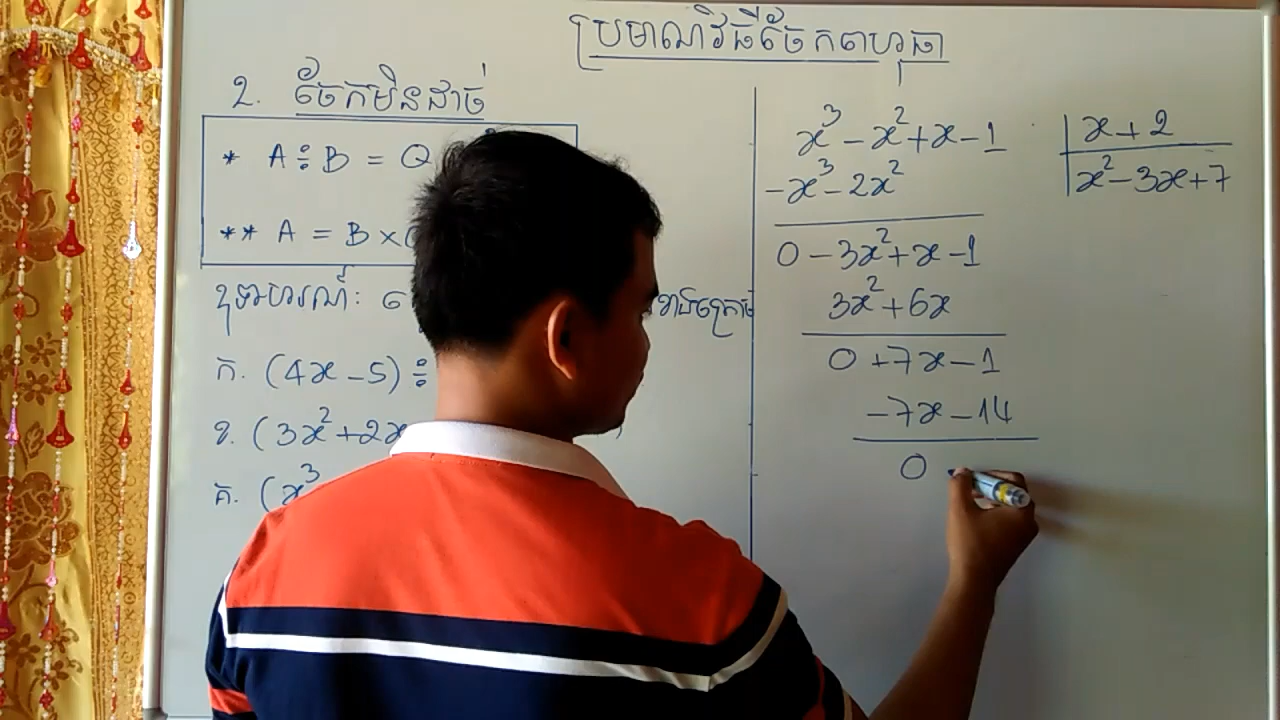 ប្រមាណវិធីចែកពហុធា
2. ចែកមិនដាច់
* A ÷ B = Q
** A = B ×
ឧទាហរណ៍:
ក. (4x - 5) ÷
ខ. (3x² + 2x
គ. (x³
x³ - x² + x - 1
-x³ - 2x²
0 - 3x² + x - 1
3x² + 6x
0 + 7x - 1
-7x - 14
0 -
x + 2
x² - 3x + 7